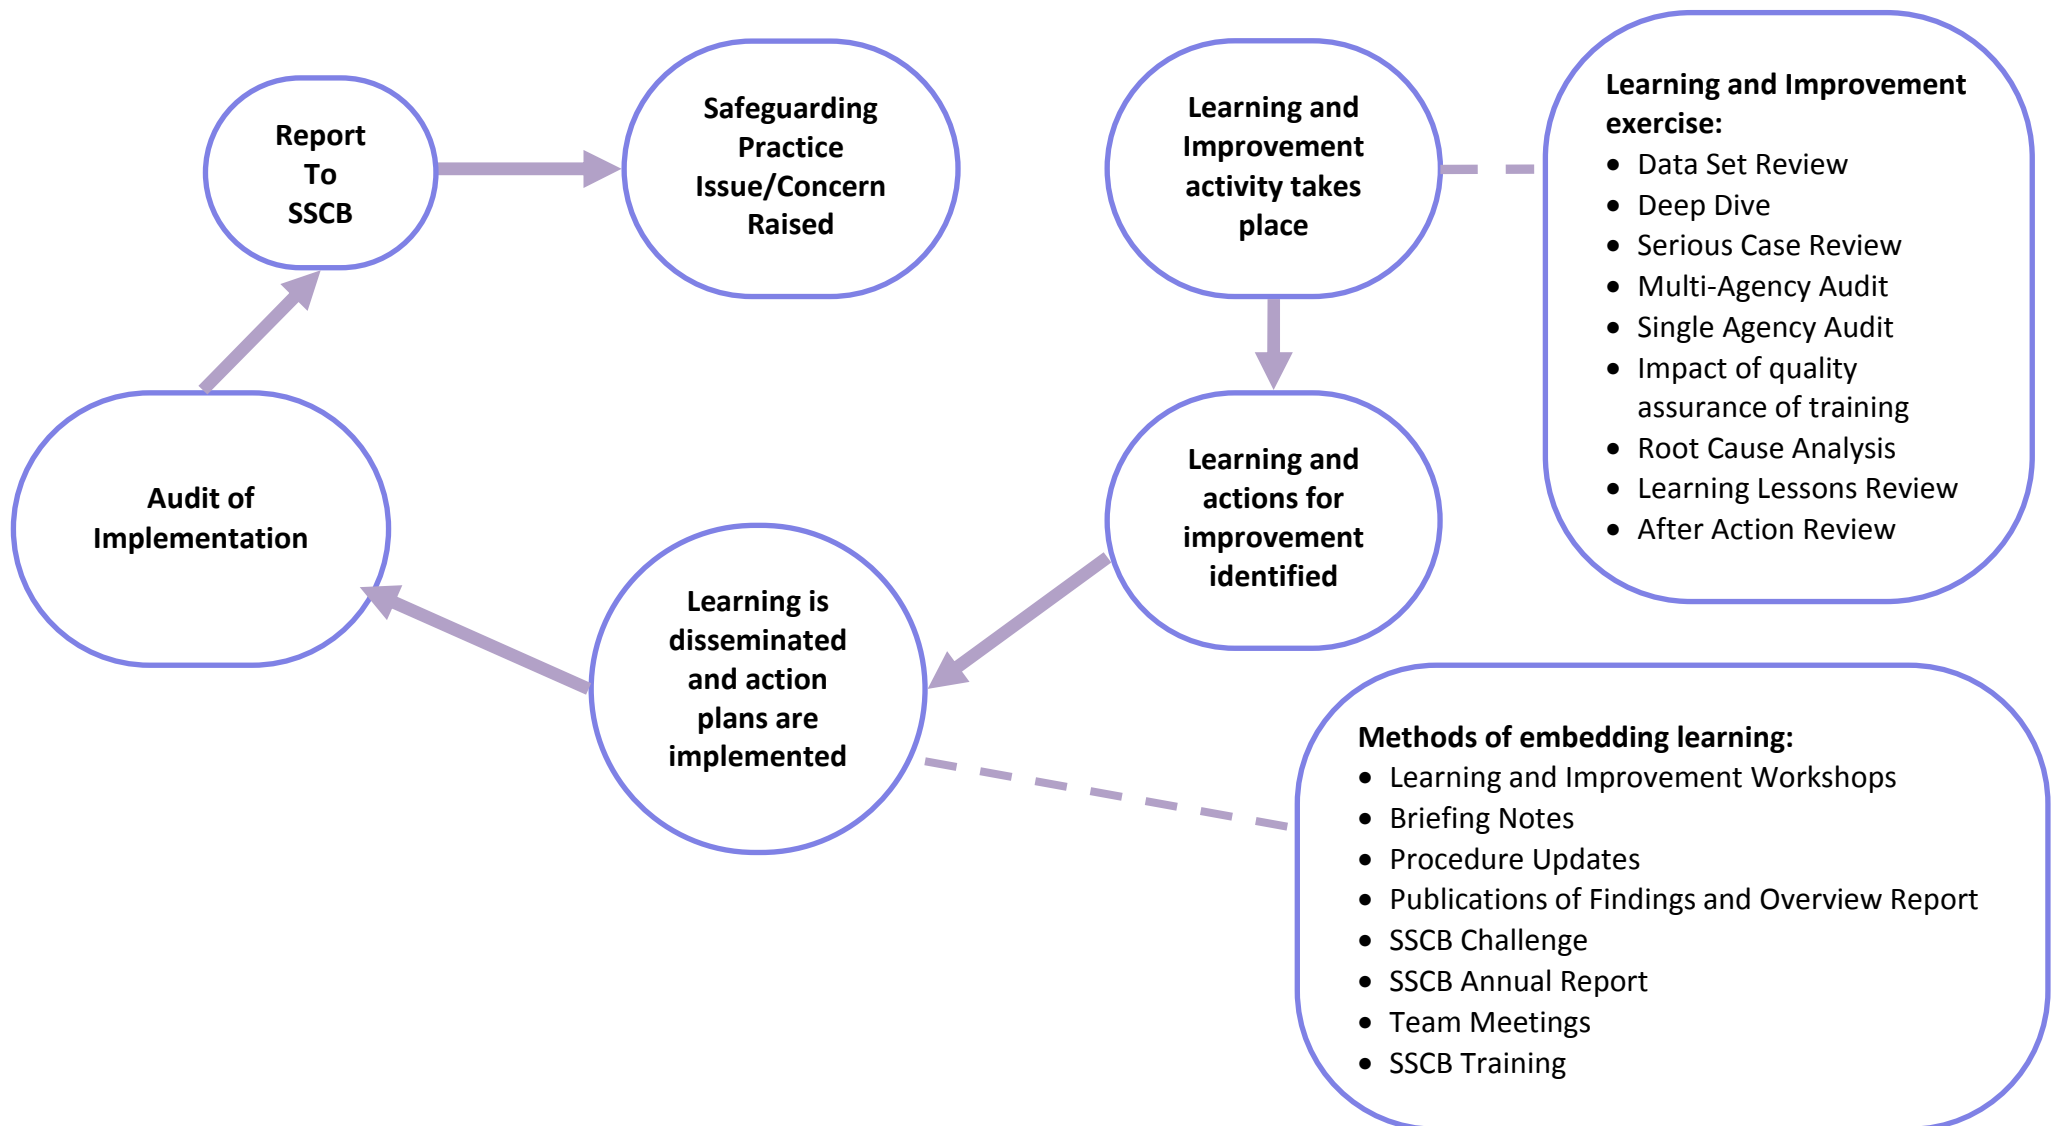 Report
To
SSCB
Safeguarding
Practice
Issue/Concern
Raised
Learning and
Improvement
activity takes
place
Learning and Improvement
exercise:
• Data Set Review
• Deep Dive
• Serious Case Review
• Multi-Agency Audit
• Single Agency Audit
• Impact of quality
assurance of training
• Root Cause Analysis
• Learning Lessons Review
• After Action Review
Learning and
actions for
improvement
identified
Audit of
Implementation
Learning is
disseminated
and action
plans are
implemented
Methods of embedding learning:
• Learning and Improvement Workshops
• Briefing Notes
• Procedure Updates
• Publications of Findings and Overview Report
• SSCB Challenge
• SSCB Annual Report
• Team Meetings
• SSCB Training